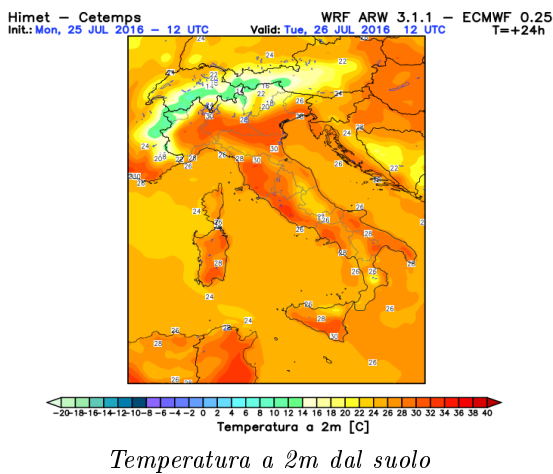 Himet – Cetemps WRF ARW 3.1.1 – ECMWF 0.25
Init.: Mon, 25 JUL 2016 – 12 UTC Valid: Tue, 26 JUL 2016 12 UTC T=+24h
-20-18-16-14-12-10-8 -6 -4 -2 0 2 4 6 8 10 12 14 16 18 20 22 24 26 28 30 32 34 36 38 40
Temperatura a 2m [C]
Temperatura a 2m dal suolo